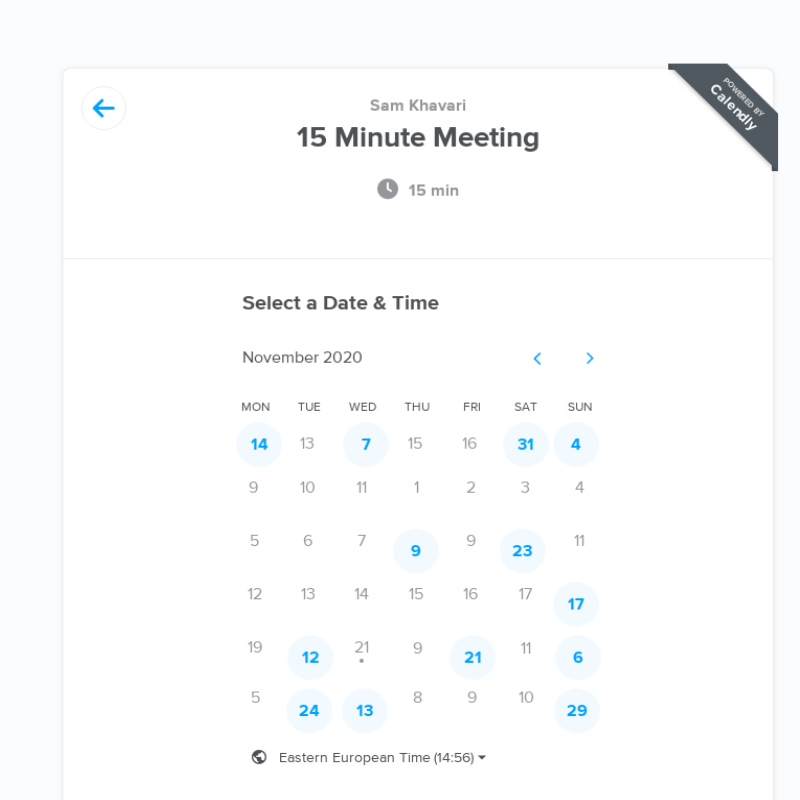 POWERED BY
Calendly
Sam Khavari
15 Minute Meeting
15 min
Select a Date & Time
November 2020
MON TUE WED THU FRI SAT SUN
14 13 7 15 16 31 4
9 10 11 1 2 3 4
5 6 7 9 9 23 11
12 13 14 15 16 17 17
19 12 21 9 21 11 6
5 24 13 8 9 10 29
Eastern European Time (14:56)